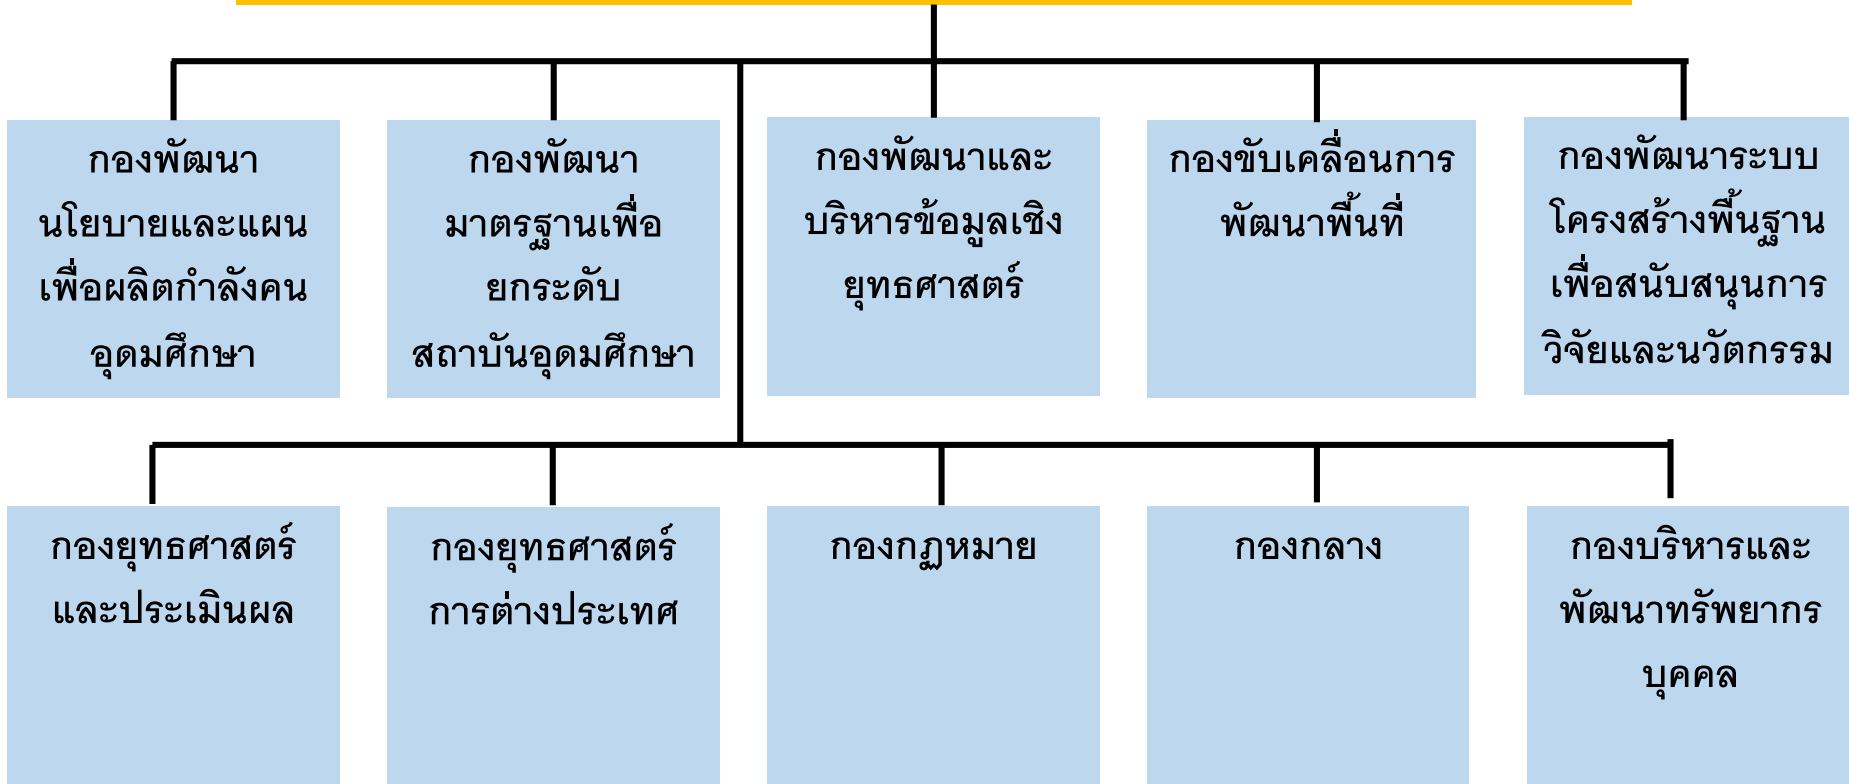 กองพัฒนา
นโยบายและแผน
เพื่อผลิตกำลังคน
อุดมศึกษา
กองพัฒนา
มาตรฐานเพื่อ
ยกระดับ
สถาบันอุดมศึกษา
กองพัฒนาและ
บริหารข้อมูลเชิง
ยุทธศาสตร์
กองขับเคลื่อนการ
พัฒนาพื้นที่
กองพัฒนาระบบ
โครงสร้างพื้นฐาน
เพื่อสนับสนุนการ
วิจัยและนวัตกรรม
กองยุทธศาสตร์
และประเมินผล
กองยุทธศาสตร์
การต่างประเทศ
กองกฎหมาย
กองกลาง
กองบริหารและ
พัฒนาทรัพยากร
บุคคล